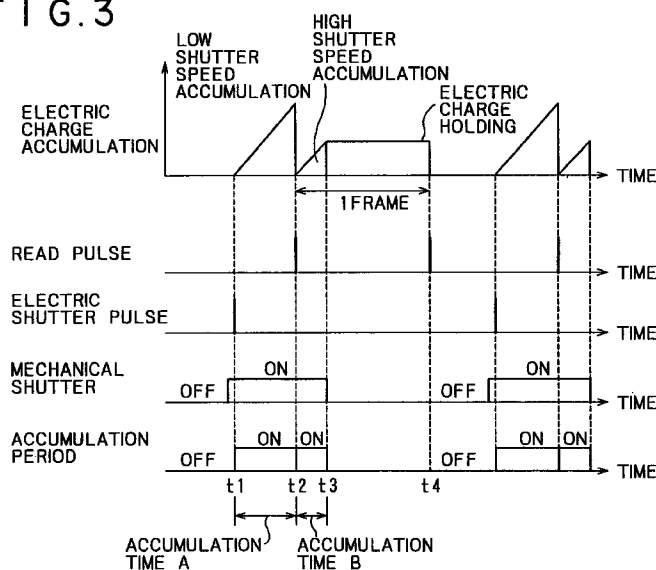 FIG.3
LOW
SHUTTER
SPEED
ACCUMULATION
HIGH
SHUTTER
SPEED
ACCUMULATION
ELECTRIC
CHARGE
HOLDING
ELECTRIC
CHARGE
ACCUMULATION
TIME
1FRAME
READ PULSE
TIME
ELECTRIC
SHUTTER PULSE
TIME
MECHANICAL
SHUTTER
OFF
ON
OFF
ON
TIME
ACCUMULATION
PERIOD
OFF
ON
ON
OFF
ON
ON
TIME
t1
t2
t3
t4
ACCUMULATION
TIME A
ACCUMULATION
TIME B